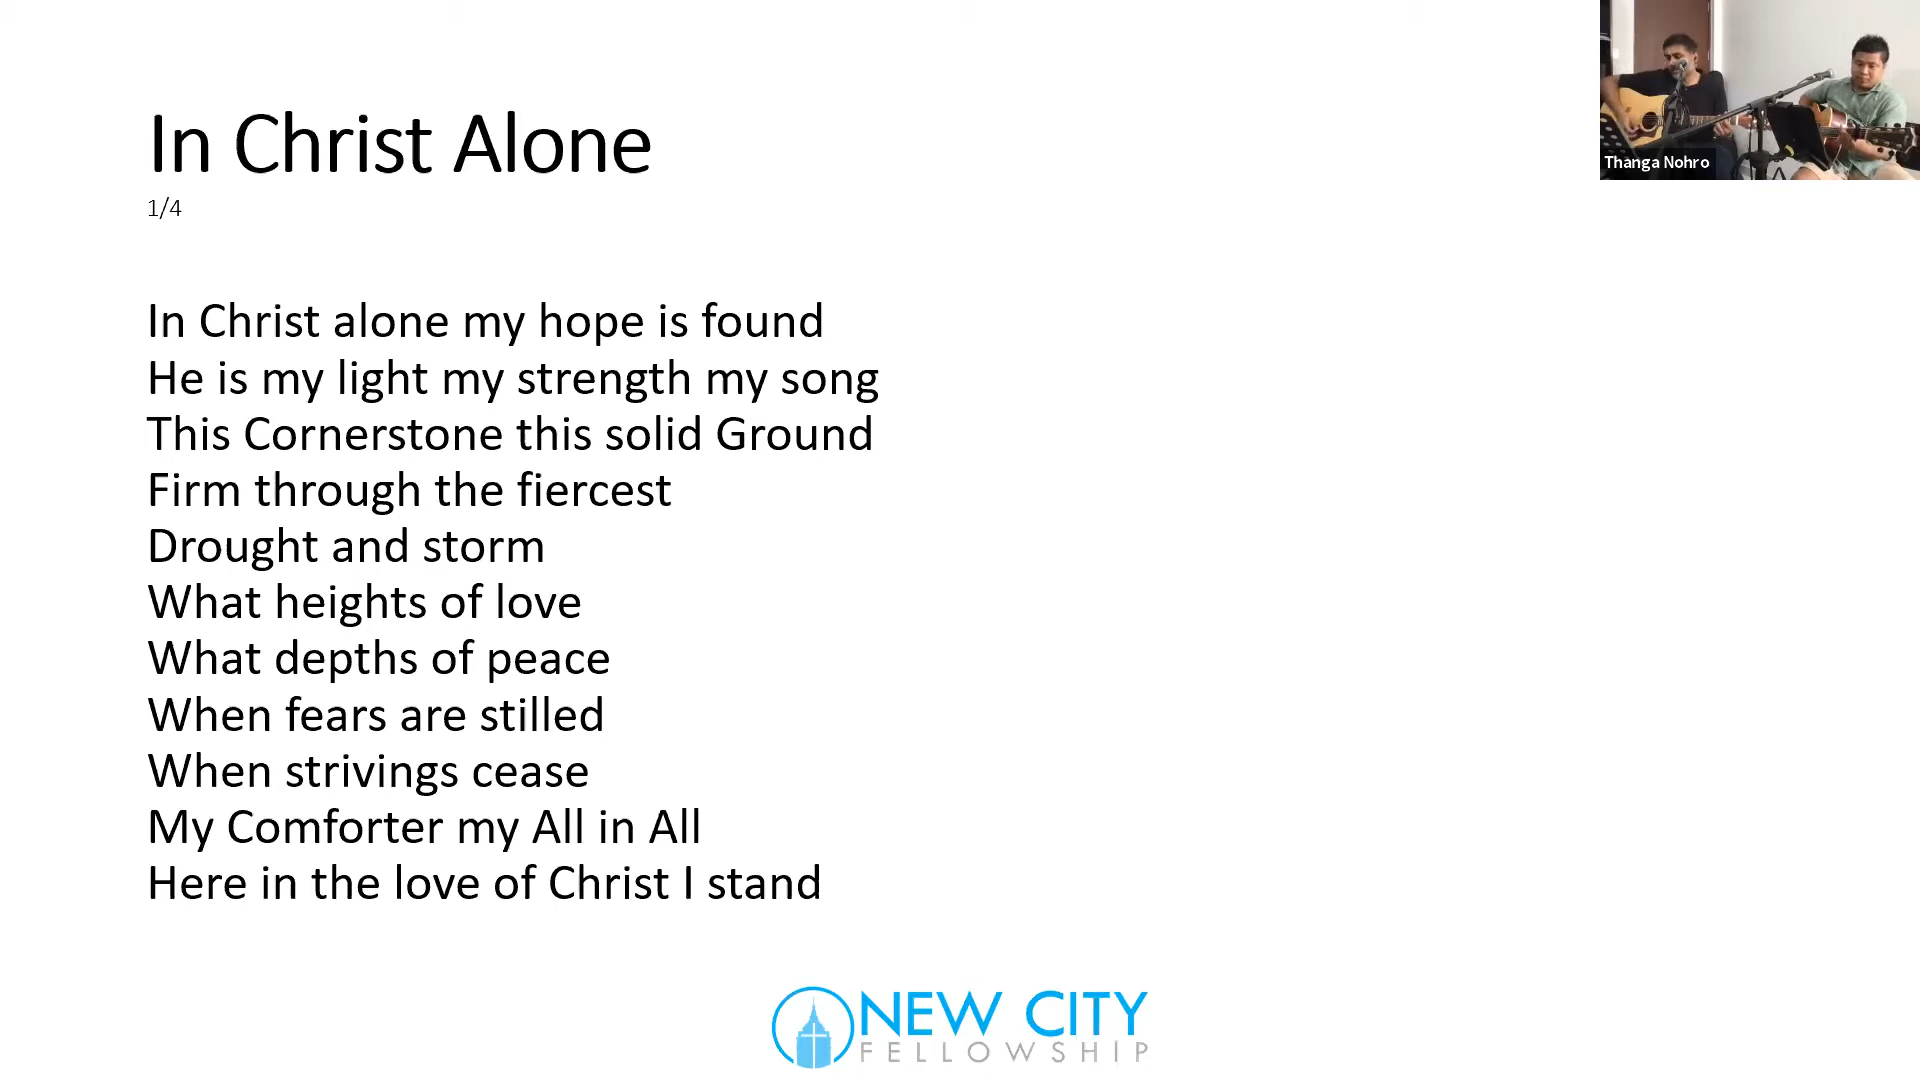 In Christ Alone
1/4
In Christ alone my hope is found
He is my light my strength my song
This Cornerstone this solid Ground
Firm through the fiercest
Drought and storm
What heights of love
What depths of peace
When fears are stilled
When strivings cease
My Comforter my All in All
Here in the love of Christ I stand
Thanga Nohro
NEW CITY
FELLOWSHIP